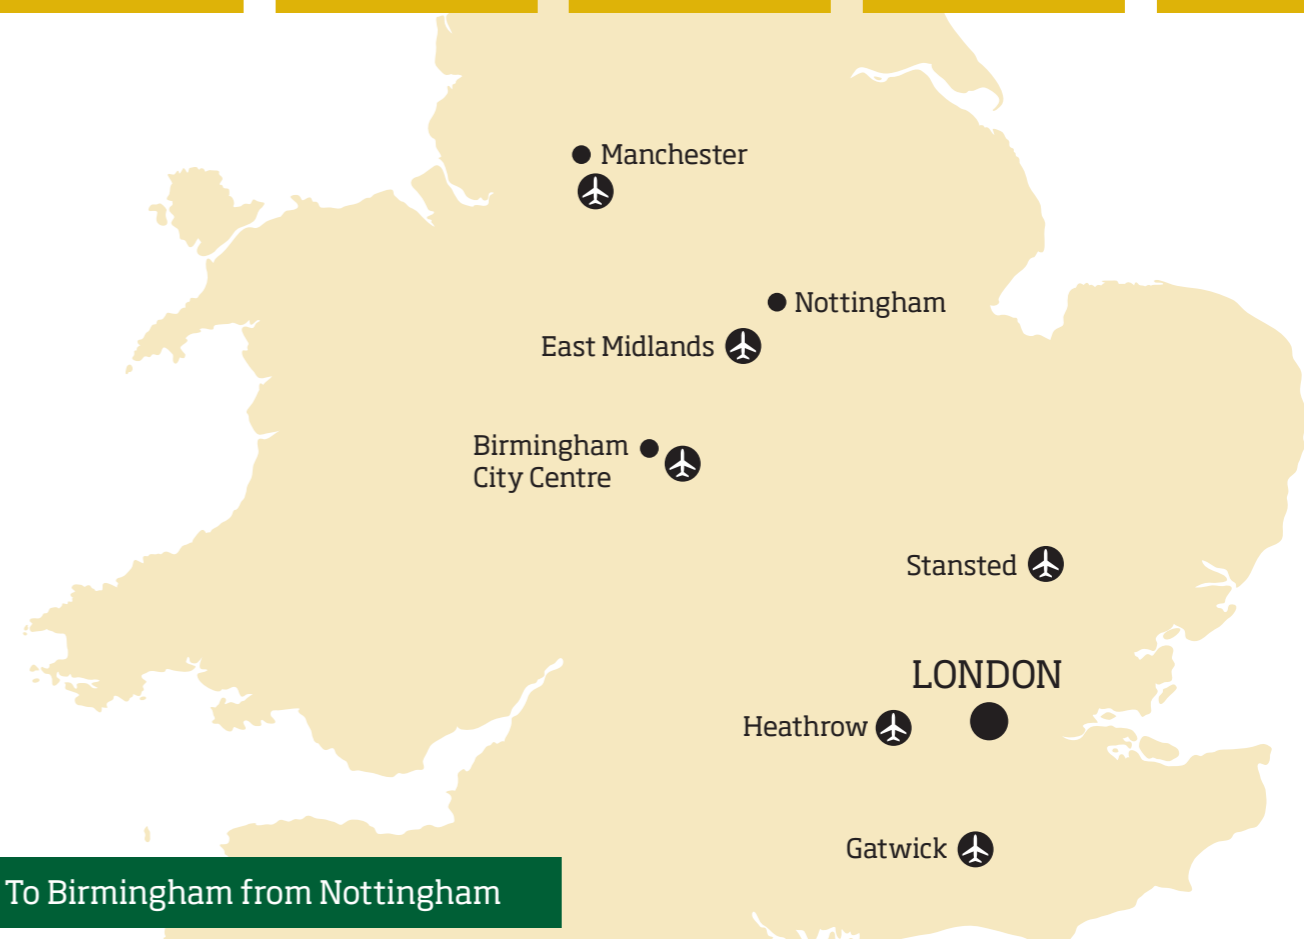 Manchester
Nottingham
East Midlands
Birmingham
City Centre
Stansted
LONDON
Heathrow
Gatwick
To Birmingham from Nottingham